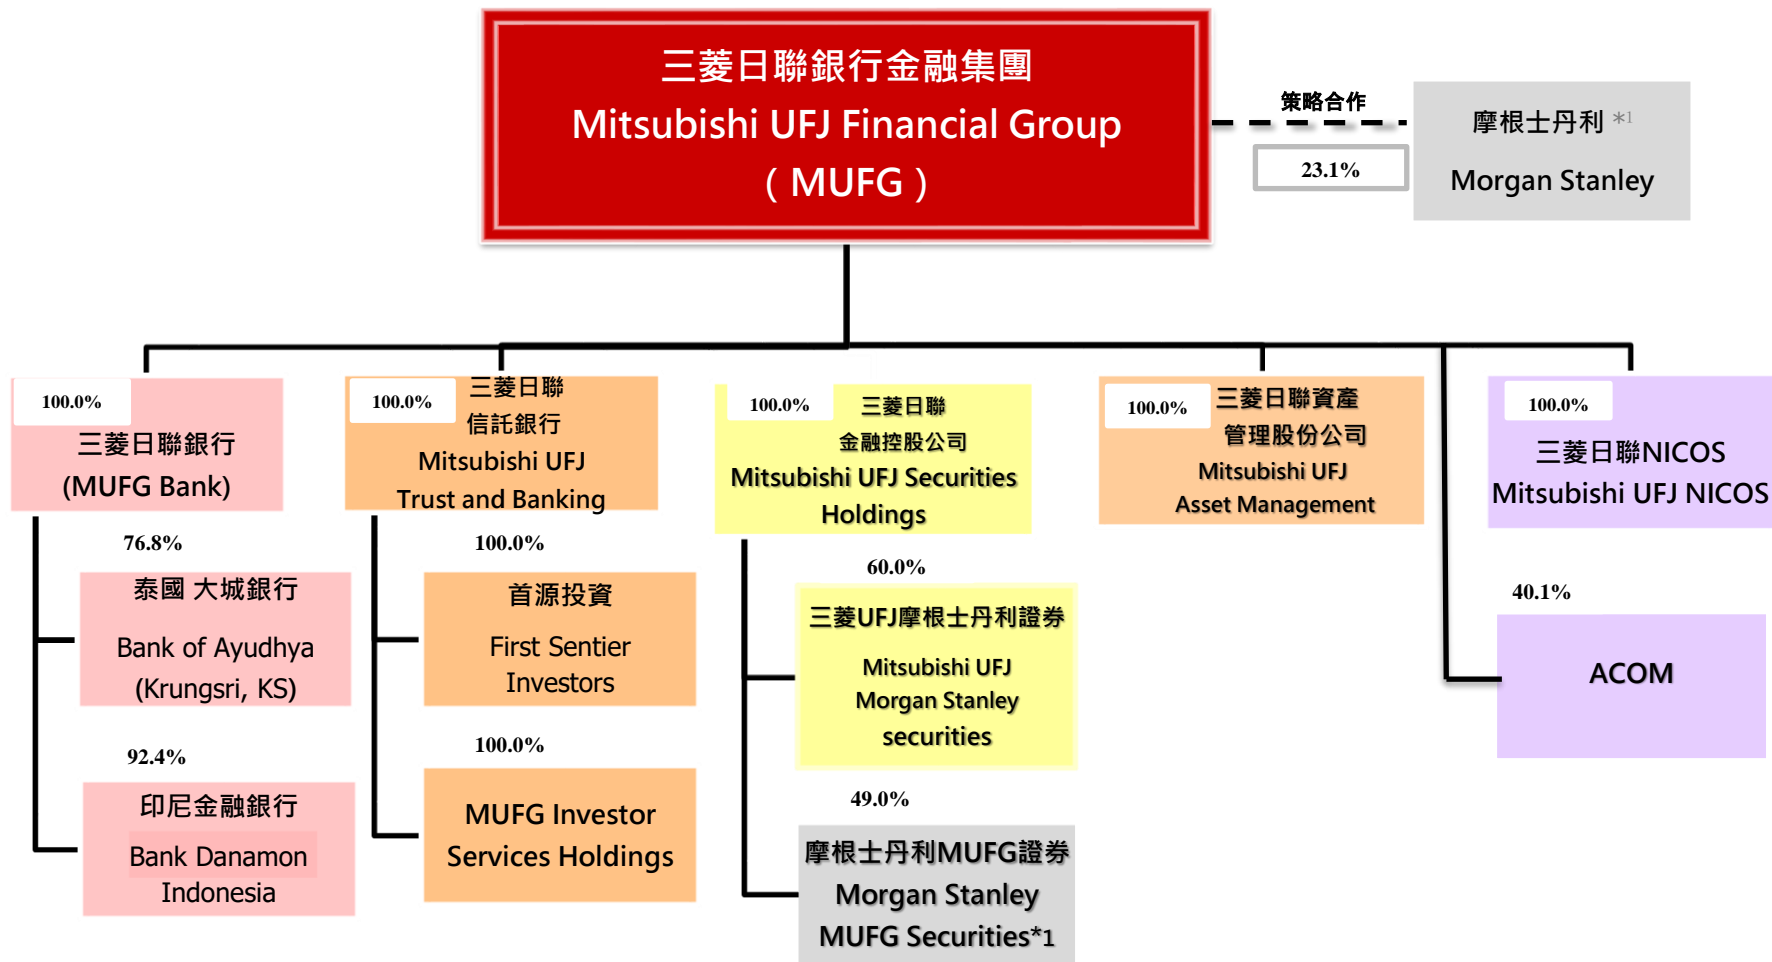 三菱日聯銀行金融集團
Mitsubishi UFJ Financial Group
( MUFG )
策略合作
23.1%
摩根士丹利 *1
Morgan Stanley
100.0%
三菱日聯銀行
(MUFG Bank)
76.8%
泰國 大城銀行
Bank of Ayudhya
(Krungsri, KS)
92.4%
印尼金融銀行
Bank Danamon
Indonesia
100.0%
三菱日聯
信託銀行
Mitsubishi UFJ
Trust and Banking
100.0%
首源投資
First Sentier
Investors
100.0%
MUFG Investor
Services Holdings
100.0%
三菱日聯
金融控股公司
Mitsubishi UFJ Securities
Holdings
60.0%
三菱UFJ摩根士丹利證券
Mitsubishi UFJ
Morgan Stanley
securities
49.0%
摩根士丹利MUFG證券
Morgan Stanley
MUFG Securities*1
100.0%
三菱日聯資產
管理股份公司
Mitsubishi UFJ
Asset Management
100.0%
三菱日聯NICOS
Mitsubishi UFJ NICOS
40.1%
ACOM